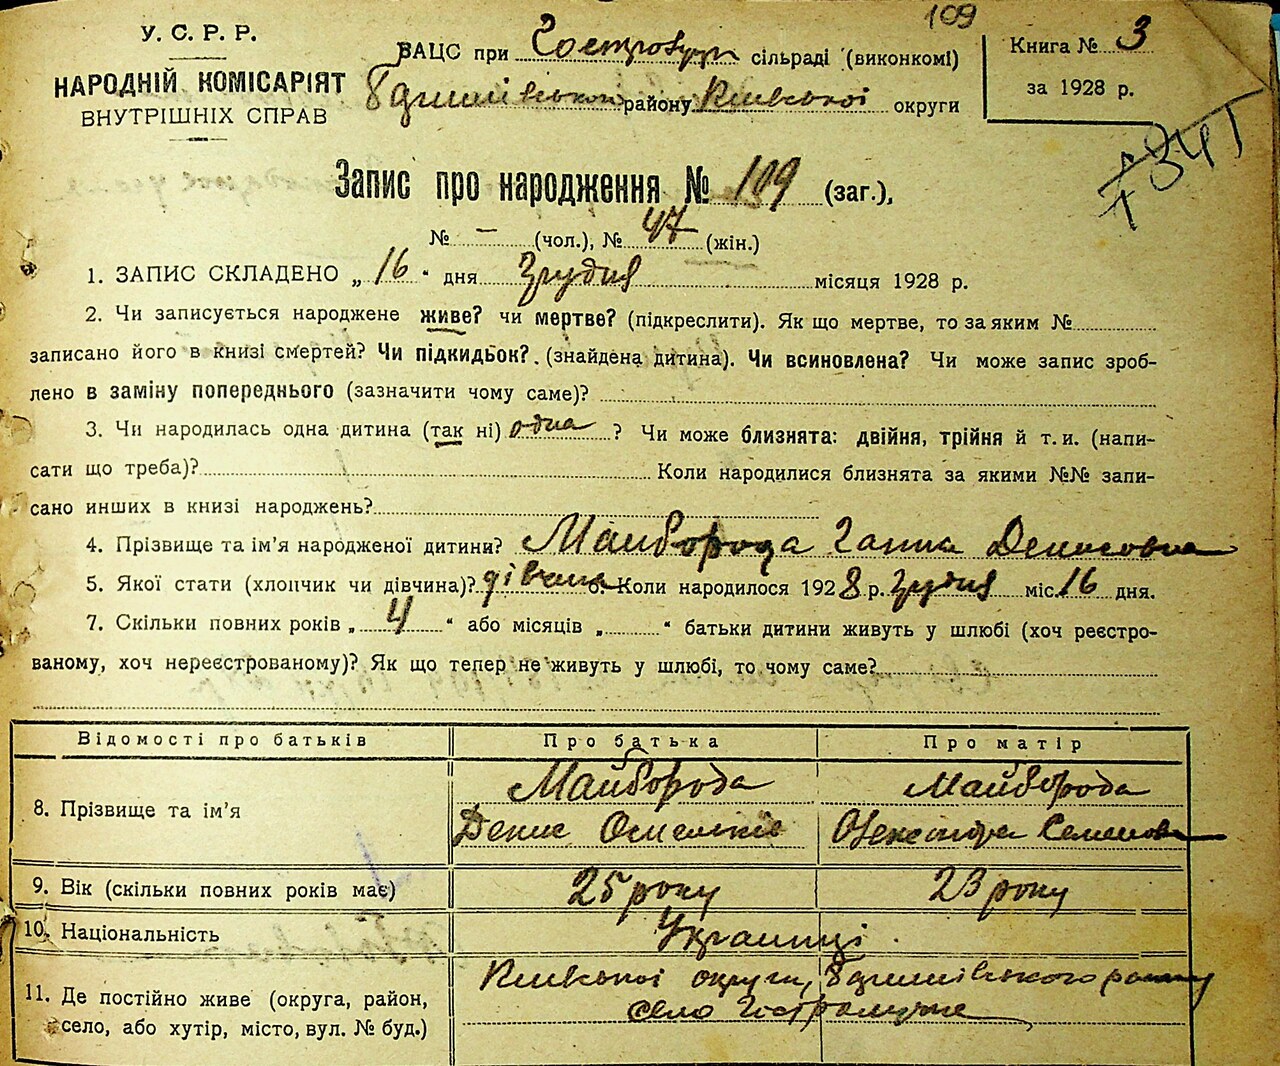 109
У. С. Р. Р.
НАРОДНІЙ КОМІСАРІЯТ
ВНУТРІШНІХ СПРАВ
ВАЦС при сільраді (виконкомі)
району Київської округи
Книга № 3
за 1928 р.
7341
Запис про народження № 109 (заг.),
№ – (чол.), № 47 (жін.)
1. ЗАПИС СКЛАДЕНО „ 16 “ дня Грудня місяця 1928 р.
2. Чи записується народжене живе? чи мертве? (підкреслити). Як що мертве, то за яким №
записано його в книзі смертей? Чи підкидьок? (знайдена дитина). Чи всиновлена? Чи може запис зроб-
лено в заміну попереднього (зазначити чому саме)?
3. Чи народилась одна дитина (так ні) одна ? Чи може близнята: двійня, трійня й т. и. (напи-
сати що треба)? Коли народилися близнята за якими №№ запи-
сано инших в книзі народжень?
4. Прізвище та ім’я народженої дитини? Майборода Ганна Денисовна
5. Якої стати (хлопчик чи дівчина)? дівчина 6. Коли народилося 1928 р. грудня міс. 16 дня.
7. Скільки повних років „ 4 “ або місяців „ “ батьки дитини живуть у шлюбі (хоч реєстро-
ваному, хоч нереєстрованому)? Як що тепер не живуть у шлюбі, то чому саме?
Відомості про батьків Про батька Про матір
8. Прізвище та ім’я Майборода Денис Майборода Олександра Семенова
9. Вік (скільки повних років має) 25 року 23 року
10. Національність Украинці
11. Де постійно живе (округа, район,
село, або хутір, місто, вул. № буд.) Київської округи, району
село